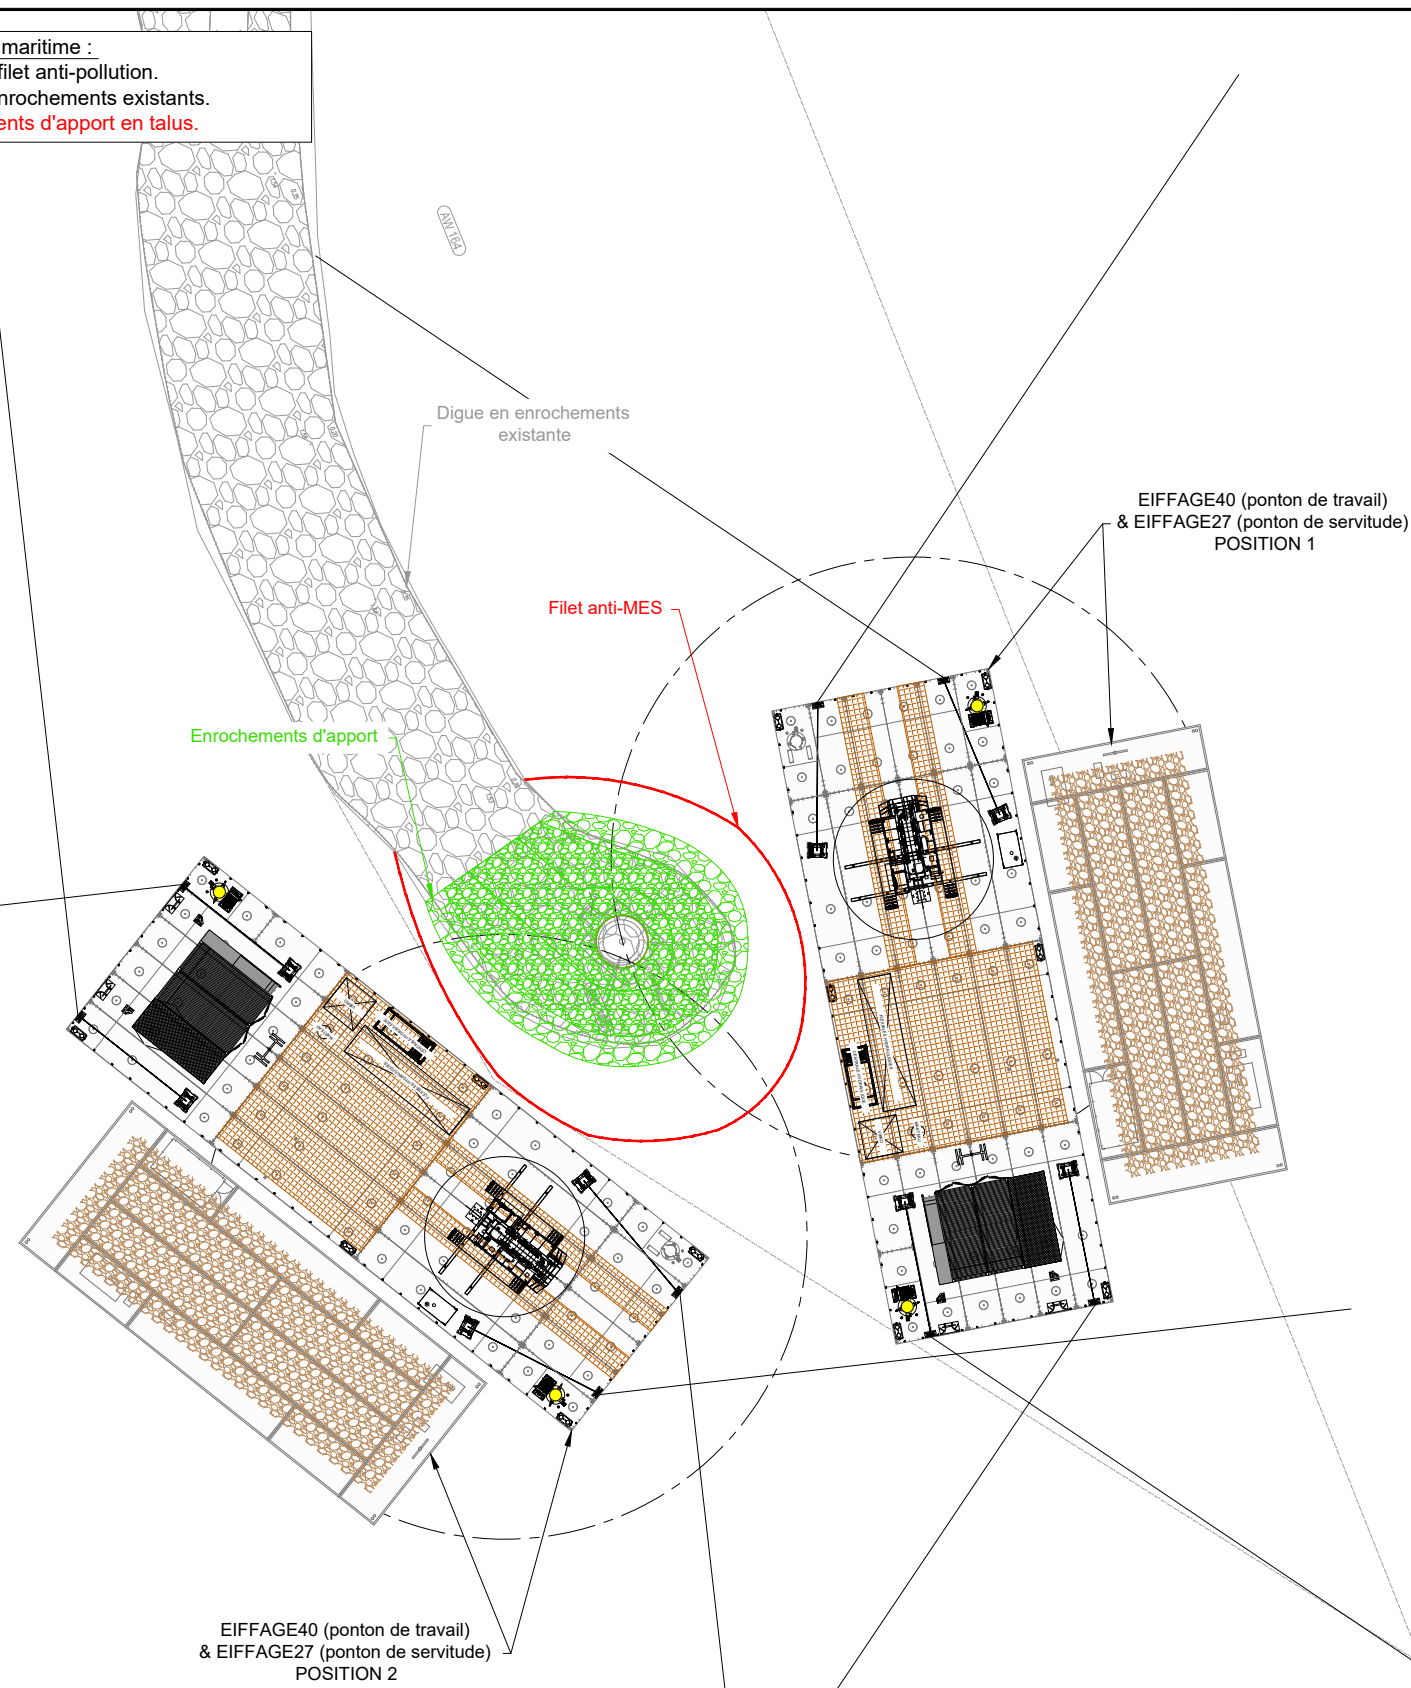 maritime :
filet anti-pollution.
nrochements existants.
ents d'apport en talus.
AW 164
Digue en enrochements
existante
EIFFAGE40 (ponton de travail)
& EIFFAGE27 (ponton de servitude)
POSITION 1
Filet anti-MES
Enrochements d'apport
EIFFAGE40 (ponton de travail)
& EIFFAGE27 (ponton de servitude)
POSITION 2